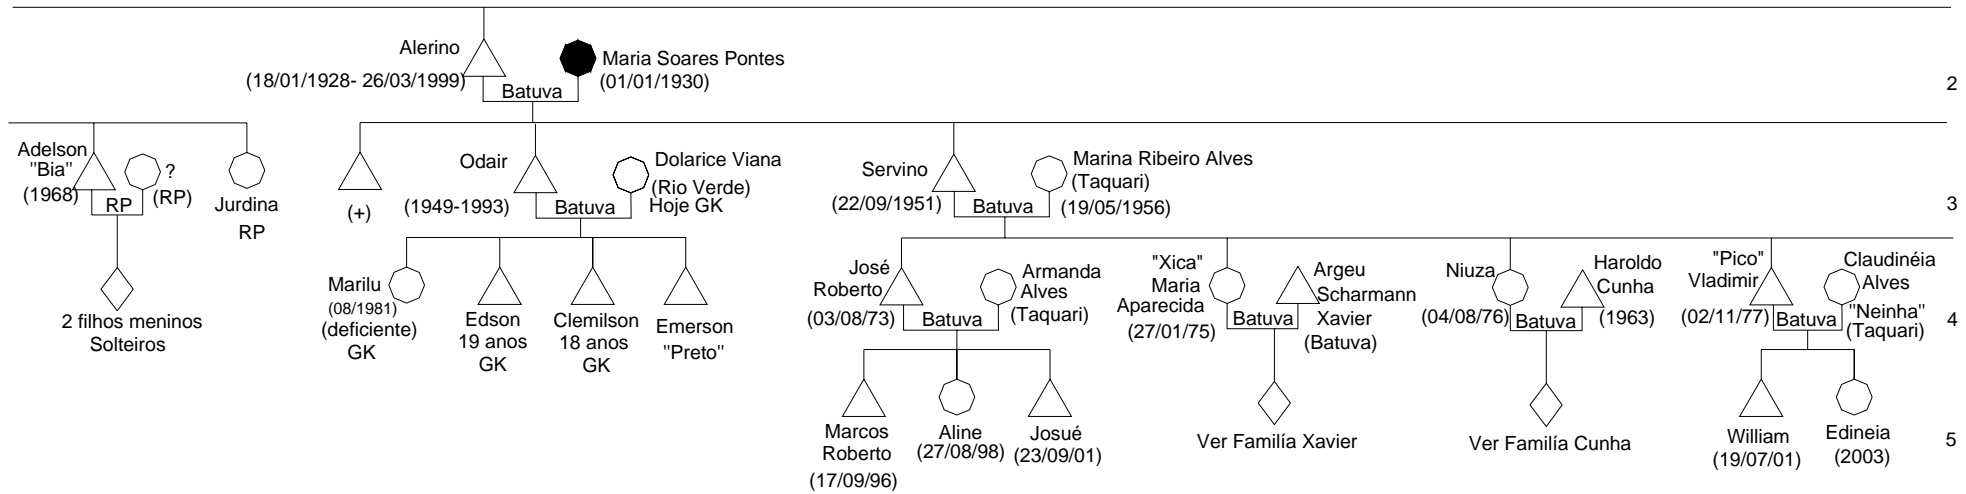 Alerino
(18/01/1928- 26/03/1999)
Batuva
Maria Soares Pontes
(01/01/1930)
2
Adelson
"Bia"
(1968)
RP
?
(RP)
Jurdina
RP
2 filhos meninos
Solteiros
(+)
Odair
(1949-1993)
Batuva
Dolarice Viana
(Rio Verde)
Hoje GK
Servino
(22/09/1951)
Batuva
Marina Ribeiro Alves
(Taquari)
(19/05/1956)
3
Marilu
(08/1981)
(deficiente)
GK
Edson
19 anos
GK
Clemilson
18 anos
GK
Emerson
"Preto"
José
Roberto
(03/08/73)
Batuva
Armanda
Alves
(Taquari)
"Xica"
Maria
Aparecida
(27/01/75)
Batuva
Argeu
Scharmann
Xavier
(Batuva)
Niuza
(04/08/76)
Batuva
Haroldo
Cunha
(1963)
"Pico"
Vladimir
(02/11/77)
Batuva
Claudinéia
Alves
"Neinha"
(Taquari)
4
Marcos
Roberto
(17/09/96)
Aline
(27/08/98)
Josué
(23/09/01)
Ver Familía Xavier
Ver Familía Cunha
William
(19/07/01)
Edineia
(2003)
5